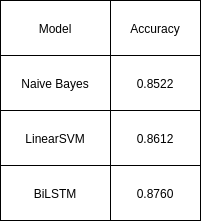 Model Accuracy
Naive Bayes 0.8522
LinearSVM 0.8612
BiLSTM 0.8760